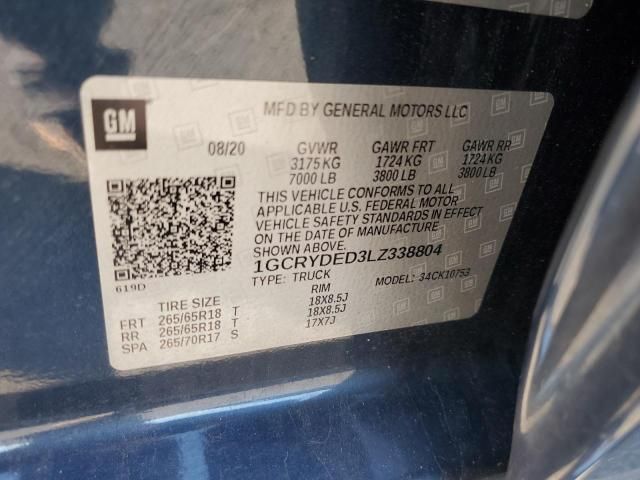 GM
MFD BY GENERAL MOTORS LLC
08/20 GVWR GAWR FRT GAWR RR
3175 KG 1724 KG 1724 KG
7000 LB 3800 LB 3800 LB
THIS VEHICLE CONFORMS TO ALL
APPLICABLE U.S. FEDERAL MOTOR
VEHICLE SAFETY STANDARDS IN EFFECT
ON THE DATE OF MANUFACTURE
SHOWN ABOVE.
1GCRYDED3LZ338804
619D
TYPE: TRUCK MODEL: 34CK10753
TIRE SIZE RIM
FRT 265/65R18 T 18X8.5J
RR 265/65R18 T 18X8.5J
SPA 265/70R17 S 17X7J